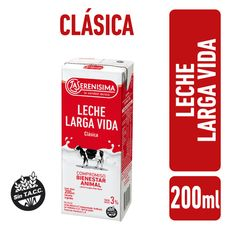 CLÁSICA
LA SERENISIMA
LECHE
LARGA VIDA
Clásica
COMPROMISO
BIENESTAR
ANIMAL
3%
Sin T.A.C.C.
LECHE
LARGA VIDA
200ml